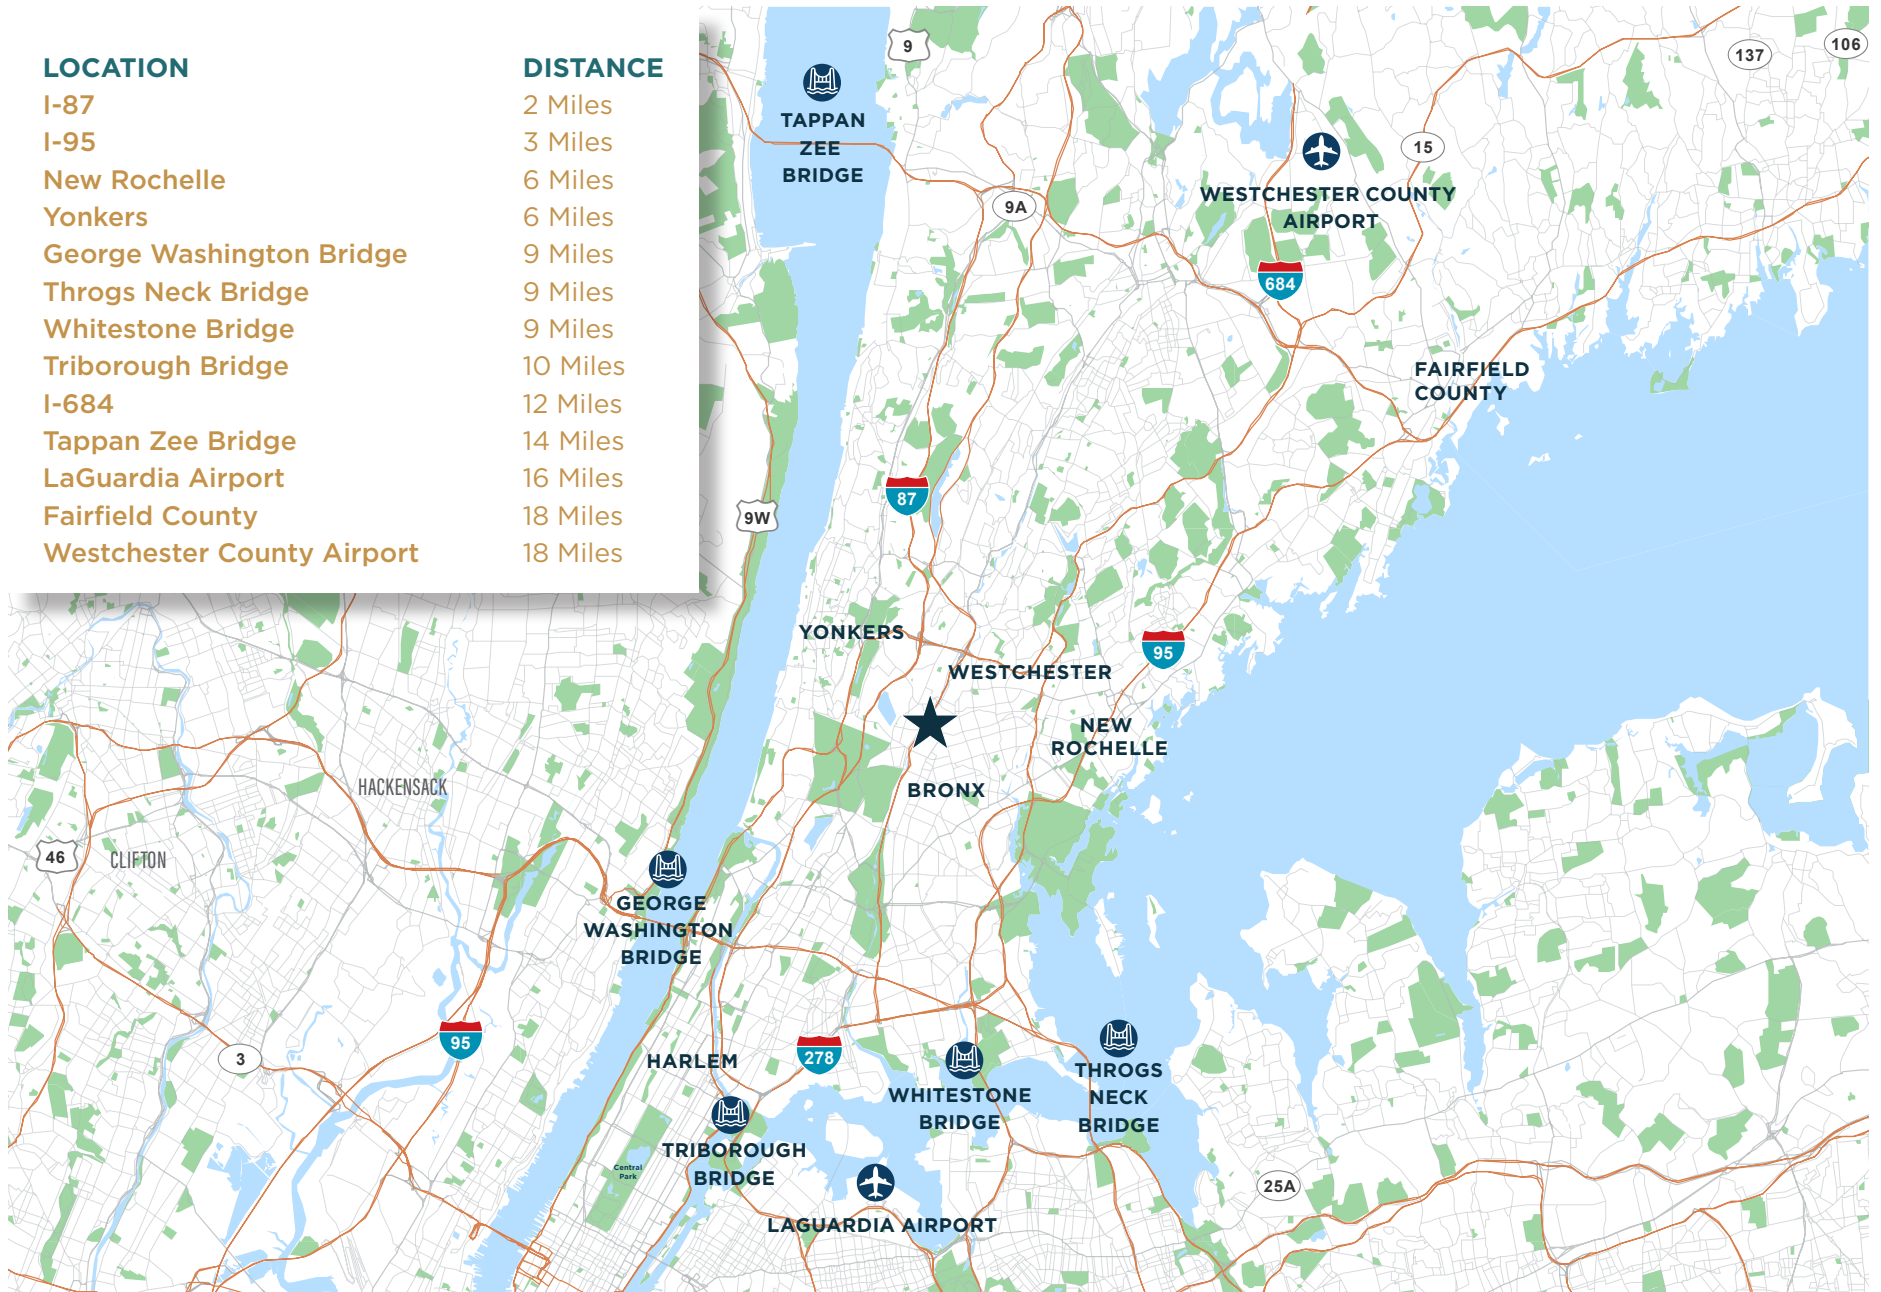 LOCATION DISTANCE
I-87 2 Miles
I-95 3 Miles
New Rochelle 6 Miles
Yonkers 6 Miles
George Washington Bridge 9 Miles
Throgs Neck Bridge 9 Miles
Whitestone Bridge 9 Miles
Triborough Bridge 10 Miles
I-684 12 Miles
Tappan Zee Bridge 14 Miles
LaGuardia Airport 16 Miles
Fairfield County 18 Miles
Westchester County Airport 18 Miles
9
137
106
TAPPAN
ZEE
BRIDGE
15
WESTCHESTER COUNTY
AIRPORT
9A
684
FAIRFIELD
COUNTY
87
9W
YONKERS
95
WESTCHESTER
NEW
ROCHELLE
BRONX
HACKENSACK
46
CLIFTON
GEORGE
WASHINGTON
BRIDGE
95
3
HARLEM
278
WHITESTONE
BRIDGE
THROGS
NECK
BRIDGE
TRIBOROUGH
BRIDGE
Central
Park
25A
LAGUARDIA AIRPORT